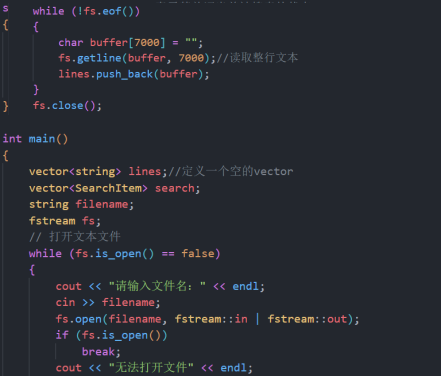 s    while (!fs.eof())
{    {
        char buffer[7000] = "";
        fs.getline(buffer, 7000);//读取整行文本
        lines.push_back(buffer);
    }
}    fs.close();

int main()
{
    vector<string> lines;//定义一个空的vector
    vector<SearchItem> search;
    string filename;
    fstream fs;
    // 打开文本文件
    while (fs.is_open() == false)
    {
        cout << "请输入文件名：" << endl;
        cin >> filename;
        fs.open(filename, fstream::in | fstream::out);
        if (fs.is_open())
            break;
        cout << "无法打开文件" << endl;